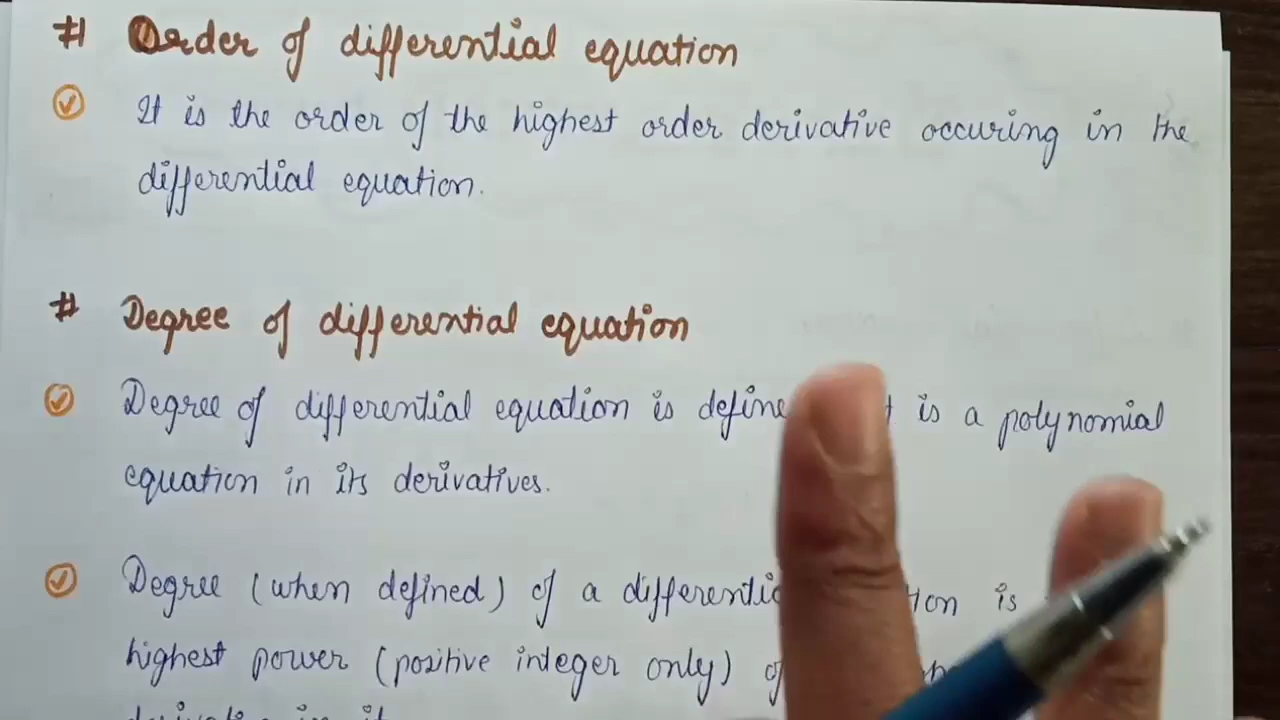 # Order of differential equation
It is the order of the highest order derivative occuring in the
differential equation.
# Degree of differential equation
Degree of differential equation is define is a polynomial
equation in its derivatives.
Degree (when defined) of a differenti is
highest power (positive integer only)